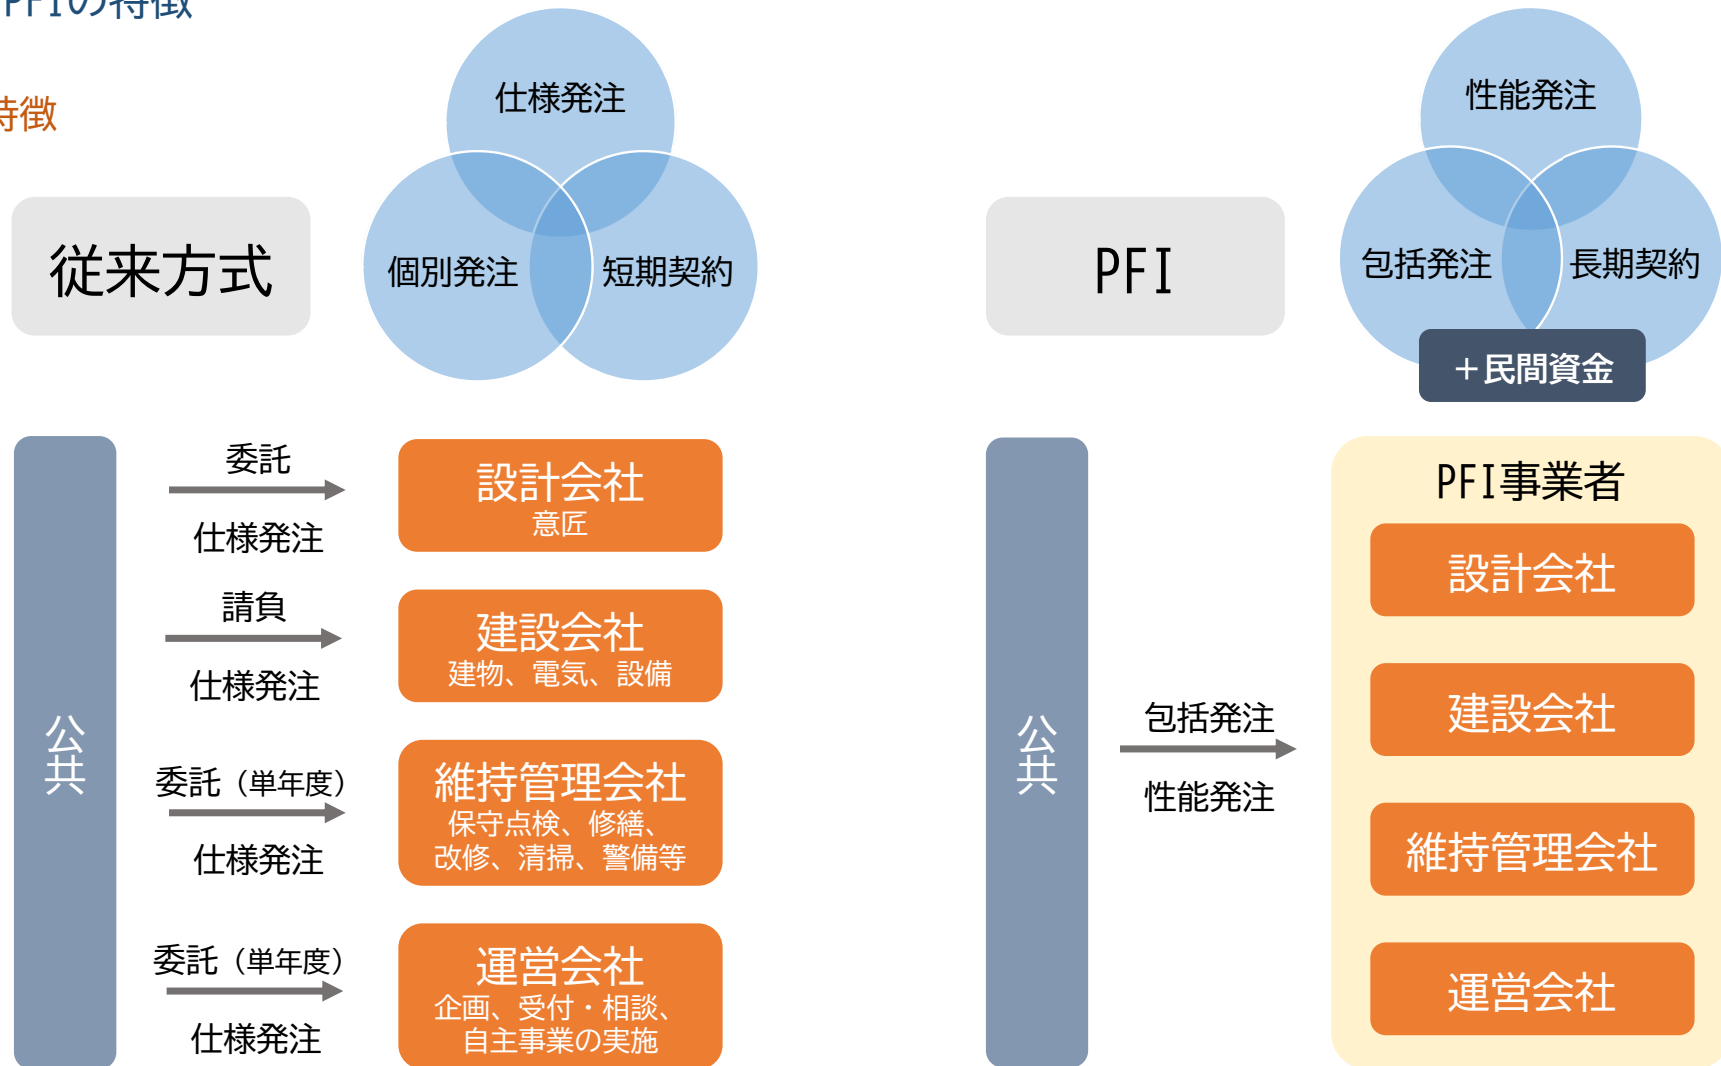 PFIの特徴
特徴
従来方式
仕様発注
個別発注
短期契約
公共
委託
仕様発注
設計会社
意匠
請負
仕様発注
建設会社
建物、電気、設備
委託（単年度）
仕様発注
維持管理会社
保守点検、修繕、
改修、清掃、警備等
委託（単年度）
仕様発注
運営会社
企画、受付・相談、
自主事業の実施
PFI
性能発注
包括発注
長期契約
＋民間資金
公共
包括発注
性能発注
PFI事業者
設計会社
建設会社
維持管理会社
運営会社